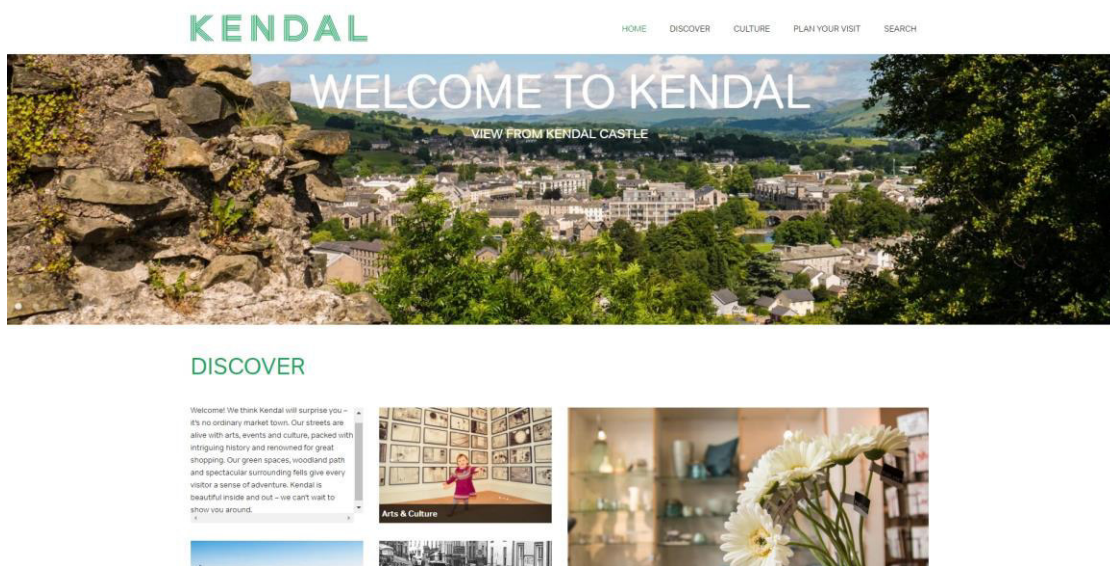 KENDAL
HOME DISCOVER CULTURE PLAN YOUR VISIT SEARCH
WELCOME TO KENDAL
VIEW FROM KENDAL CASTLE
DISCOVER
Welcome! We think Kendal will surprise you –
it's no ordinary market town. Our streets are
alive with arts, events and culture, packed with
intriguing history and renowned for great
shopping. Our green spaces, woodland path
and spectacular surrounding fells give every
visitor a sense of adventure. Kendal is
beautiful inside and out – we can't wait to
show you around.
Arts & Culture